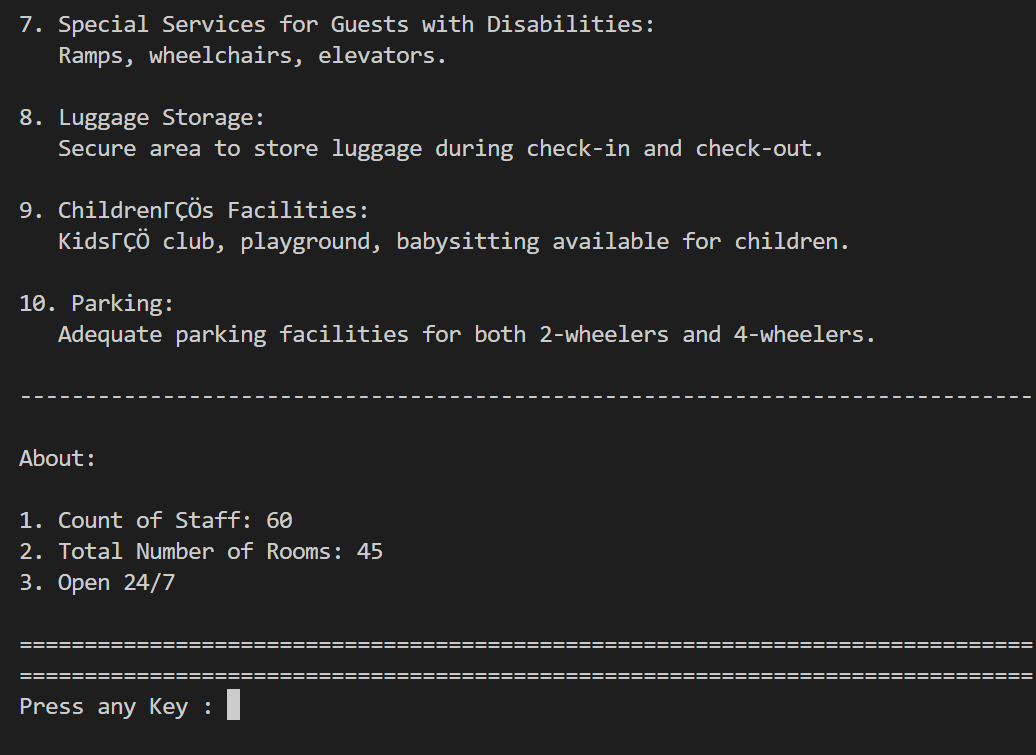 7. Special Services for Guests with Disabilities:
Ramps, wheelchairs, elevators.
8. Luggage Storage:
Secure area to store luggage during check-in and check-out.
9. ChildrenΓÇÖs Facilities:
KidsΓÇÖ club, playground, babysitting available for children.
10. Parking:
Adequate parking facilities for both 2-wheelers and 4-wheelers.
------------------------------------------------------------------------------
About:
1. Count of Staff: 60
2. Total Number of Rooms: 45
3. Open 24/7
==============================================================================
==============================================================================
Press any Key :